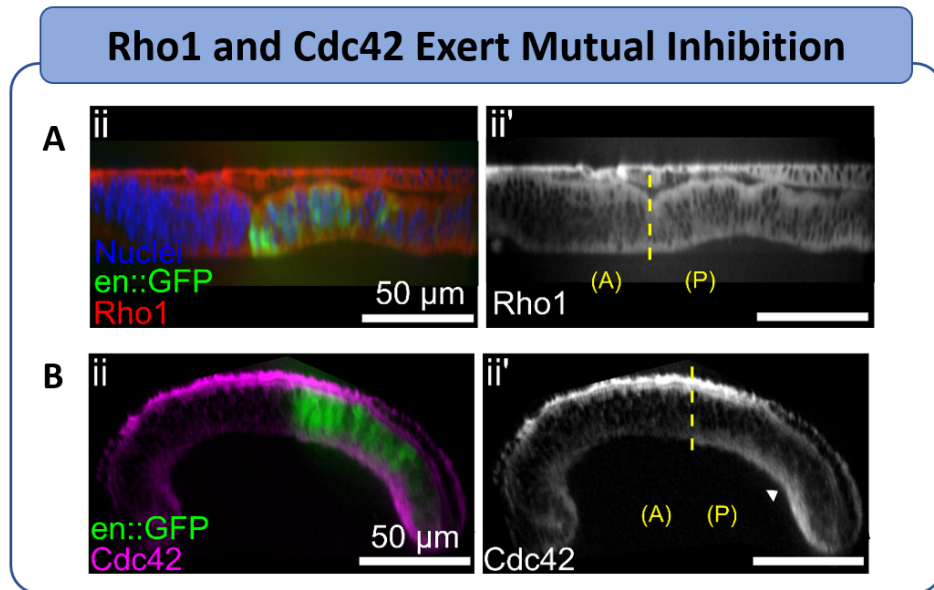 Rho1 and Cdc42 Exert Mutual Inhibition
A
ii
Nuclei
en::GFP
Rho1
50 µm
ii'
(A)
(P)
Rho1
B
ii
en::GFP
Cdc42
50 µm
ii'
(A)
(P)
Cdc42